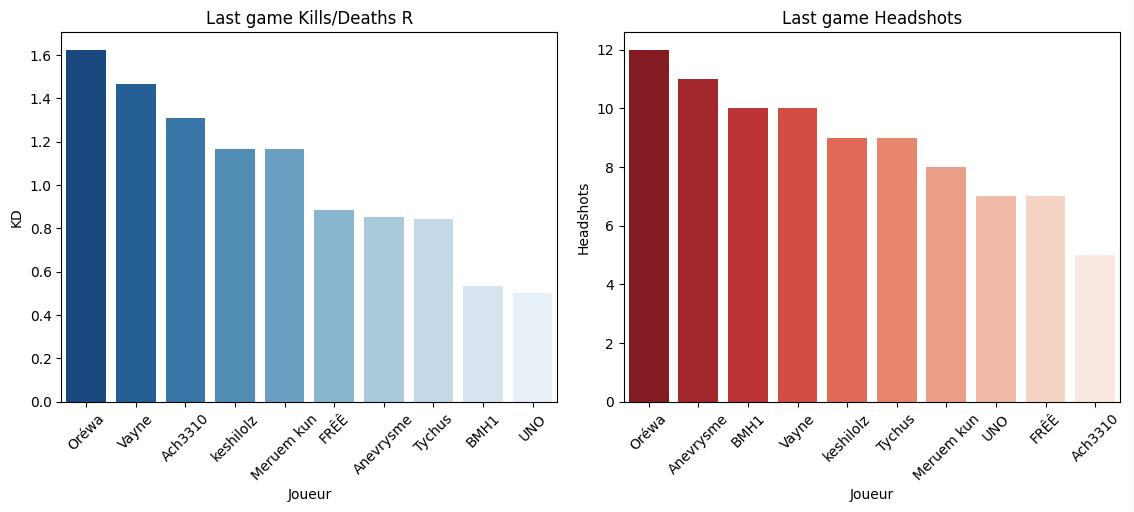 Last game Kills/Deaths R
KD
1.6
1.4
1.2
1.0
0.8
0.6
0.4
0.2
0.0
Oréwa
Vayne
Ach3310
keshilolz
Meruem kun
FRÈÈ
Anevrysme
Tychus
BMH1
UNO
Joueur
Last game Headshots
Headshots
12
10
8
6
4
2
0
Oréwa
Anevrysme
BMH1
Vayne
keshilolz
Tychus
Meruem kun
UNO
FRÈÈ
Ach3310
Joueur